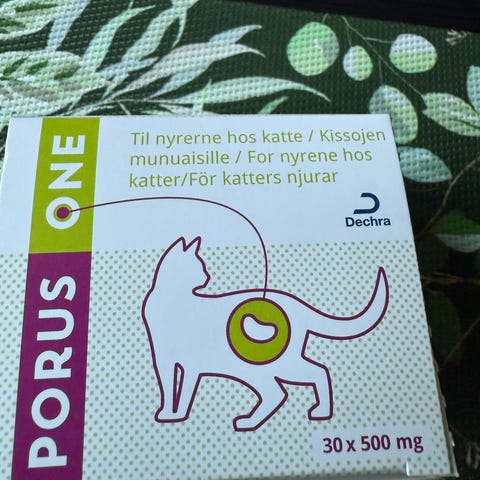 PORUS ONE
Til nyrerne hos katte / Kissojen
munuaisille / For nyrene hos
katter/För katters njurar
Dechra
30 x 500 mg